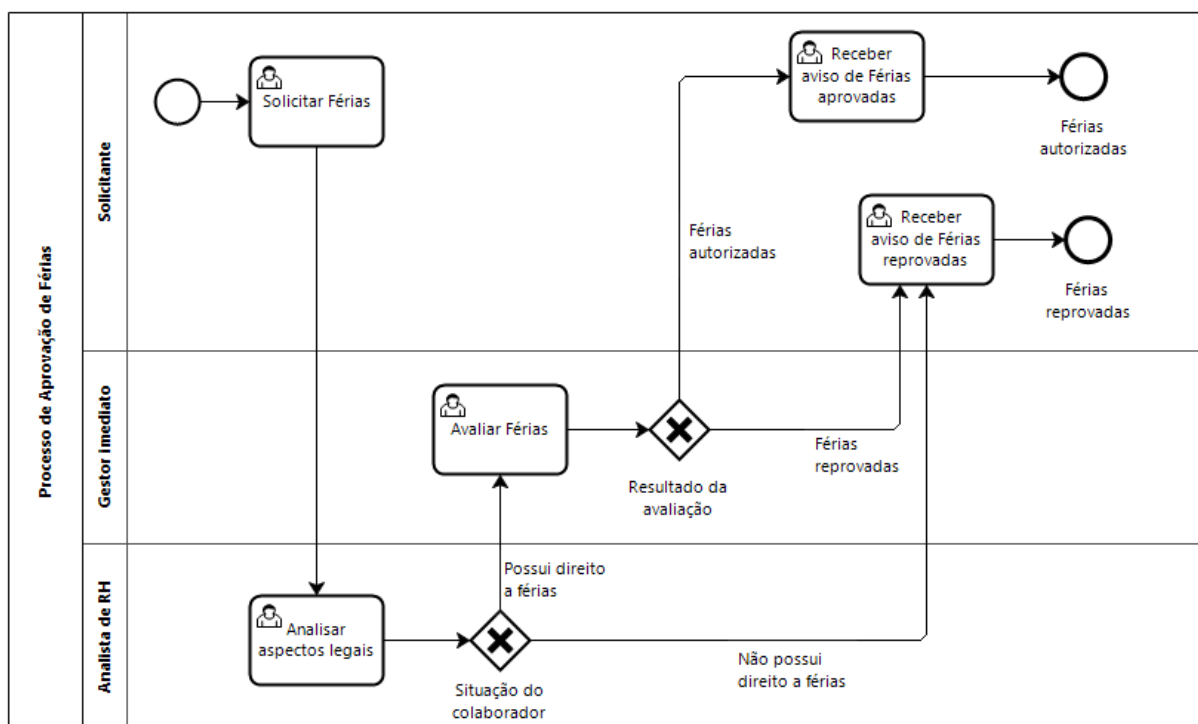 Processo de Aprovação de Férias
Solicitante
Solicitar Férias
Receber
aviso de Férias
aprovadas
Férias
autorizadas
Férias
autorizadas
Receber
aviso de Férias
reprovadas
Férias
reprovadas
Gestor imediato
Avaliar Férias
Resultado da
avaliação
Férias
reprovadas
Analista de RH
Analisar
aspectos legais
Possui direito
a férias
Situação do
colaborador
Não possui
direito a férias